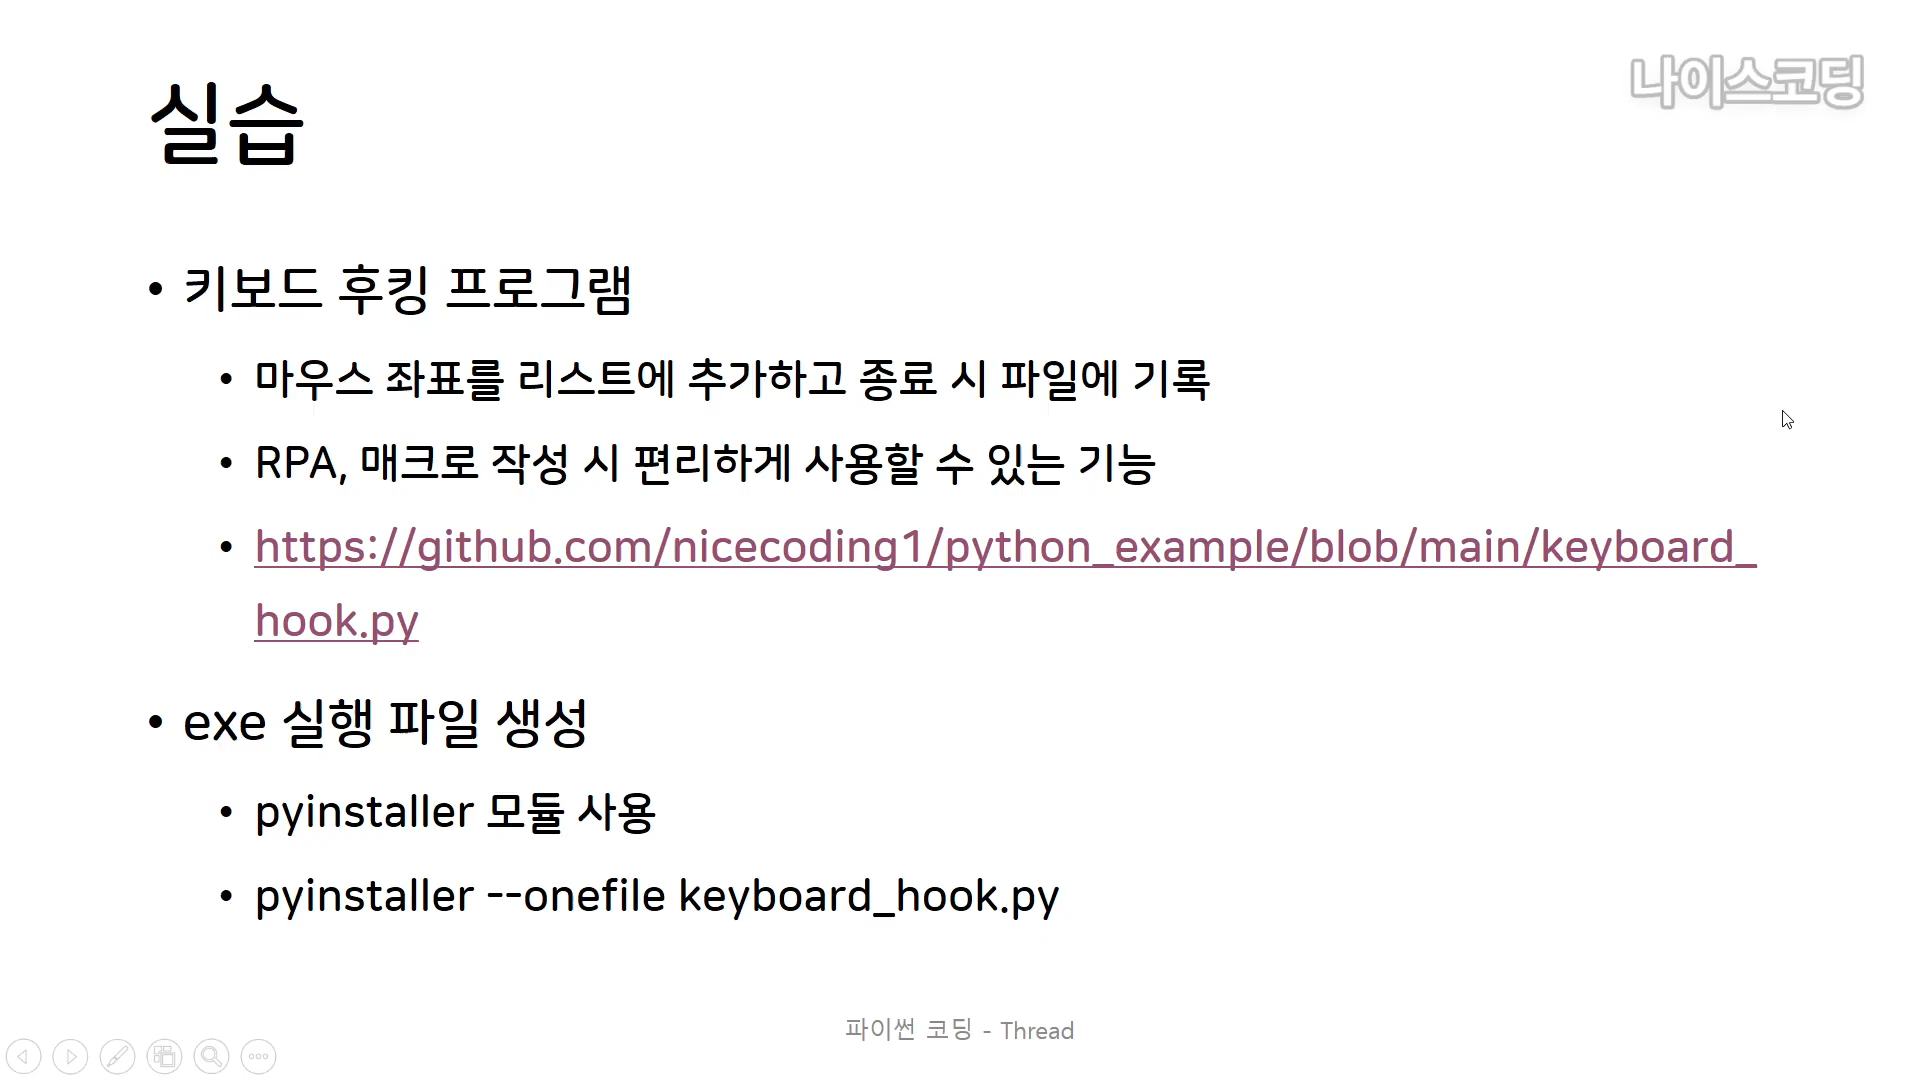 나이스코딩
실습
• 키보드 후킹 프로그램
• 마우스 좌표를 리스트에 추가하고 종료 시 파일에 기록
• RPA, 매크로 작성 시 편리하게 사용할 수 있는 기능
• https://github.com/nicecoding1/python_example/blob/main/keyboard_
hook.py
• exe 실행 파일 생성
• pyinstaller 모듈 사용
• pyinstaller --onefile keyboard_hook.py
파이썬 코딩 - Thread